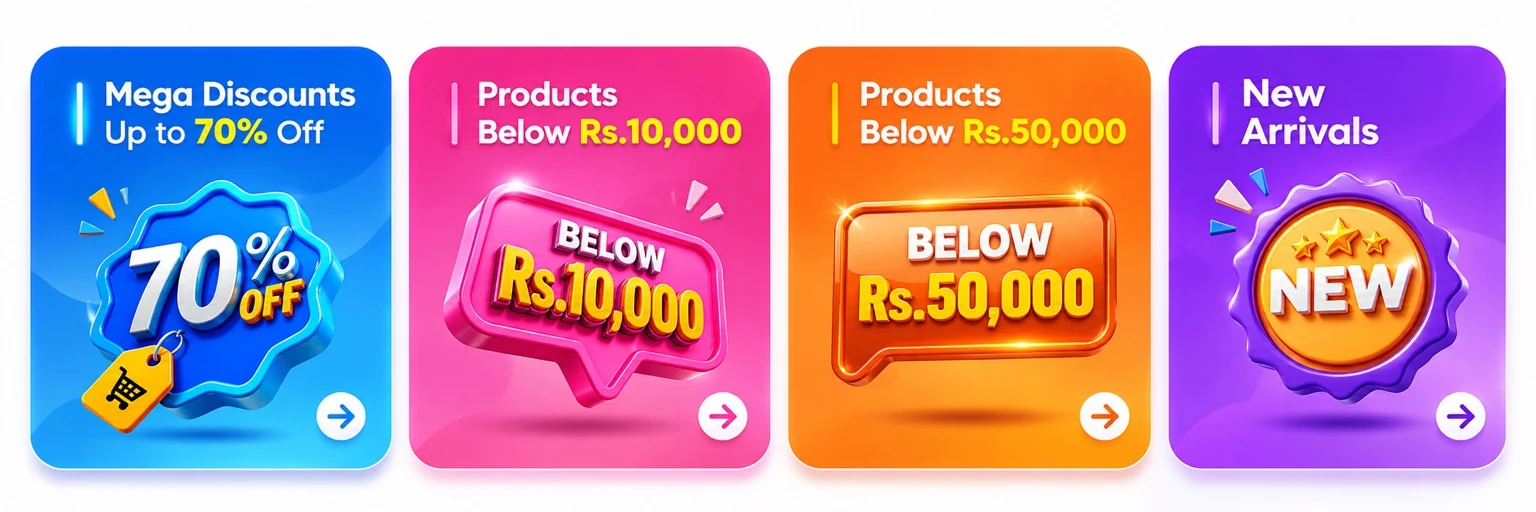 Mega Discounts
Up to 70% Off
70%
OFF
Products
Below Rs.10,000
BELOW
Rs.10,000
Products
Below Rs.50,000
BELOW
Rs.50,000
New
Arrivals
NEW